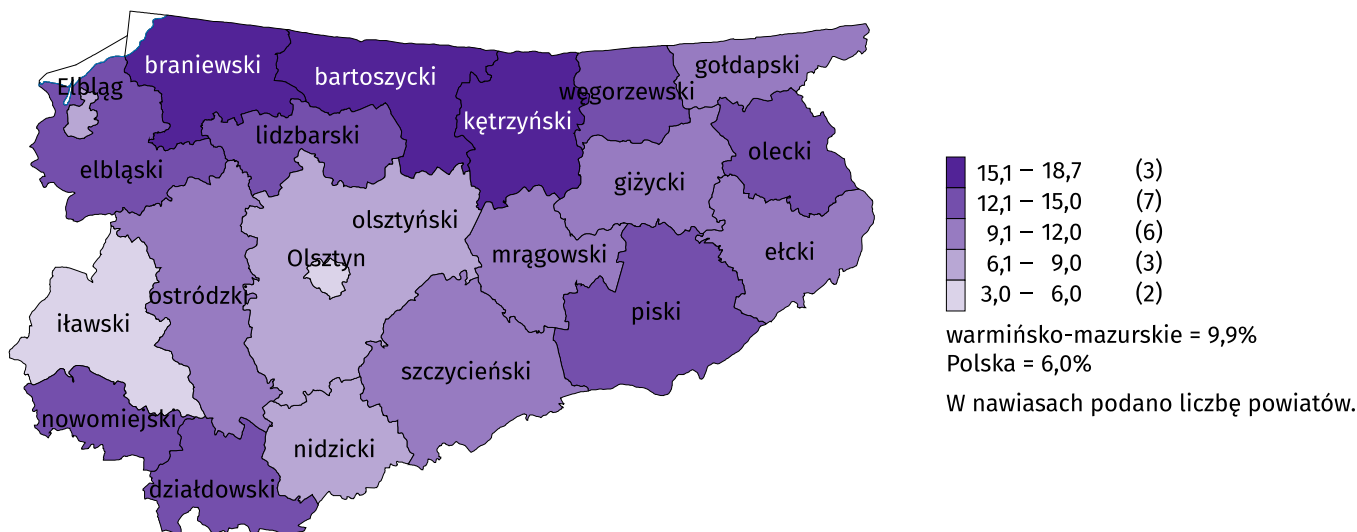 gołdapski
braniewski
bartoszycki
Elbląg
węgorzewski
kętrzyński
lidzbarski
olecki
elbląski
giżycki
olsztyński
ełcki
mrągowski
Olsztyn
ostródzki
piski
iławski
szczycieński
nowomiejski
nidzicki
działdowski
15,1 – 18,7 (3)
12,1 – 15,0 (7)
9,1 – 12,0 (6)
6,1 – 9,0 (3)
3,0 – 6,0 (2)
warmińsko-mazurskie = 9,9%
Polska = 6,0%
W nawiasach podano liczbę powiatów.